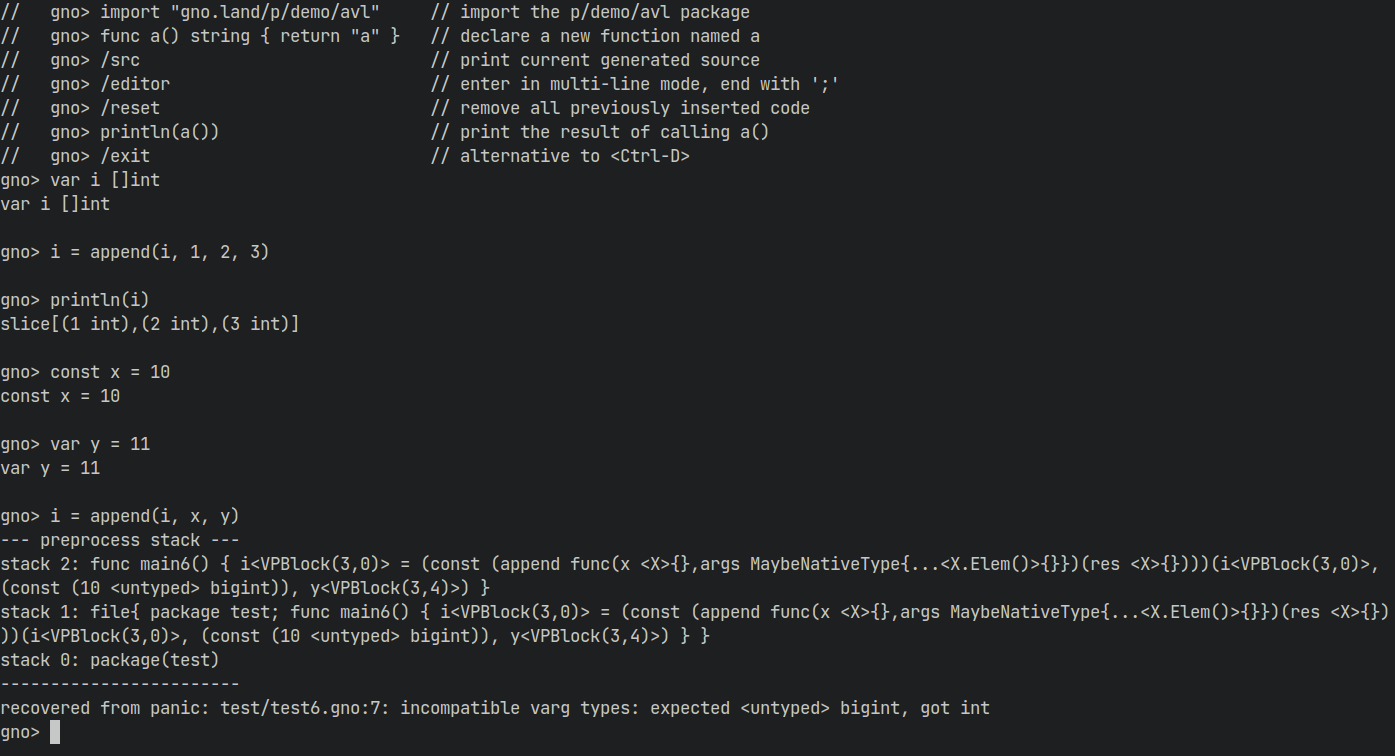 //   gno> import "gno.land/p/demo/avl"     // import the p/demo/avl package
//   gno> func a() string { return "a" }   // declare a new function named a
//   gno> /src                             // print current generated source
//   gno> /editor                          // enter in multi-line mode, end with ';'
//   gno> /reset                           // remove all previously inserted code
//   gno> println(a())                     // print the result of calling a()
//   gno> /exit                            // alternative to <Ctrl-D>
gno> var i []int
var i []int
gno> i = append(i, 1, 2, 3)
gno> println(i)
slice[(1 int),(2 int),(3 int)]
gno> const x = 10
const x = 10
gno> var y = 11
var y = 11
gno> i = append(i, x, y)
--- preprocess stack ---
stack 2: func main6() { i<VPBlock(3,0)> = (const (append func(x <X>{},args MaybeNativeType{...<X.Elem()>{}})(res <X>{})))(i<VPBlock(3,0)>,
(const (10 <untyped> bigint)), y<VPBlock(3,4)>) }
stack 1: file{ package test; func main6() { i<VPBlock(3,0)> = (const (append func(x <X>{},args MaybeNativeType{...<X.Elem()>{}})(res <X>{})
))(i<VPBlock(3,0)>, (const (10 <untyped> bigint)), y<VPBlock(3,4)>) } }
stack 0: package(test)
------------------------
recovered from panic: test/test6.gno:7: incompatible varg types: expected <untyped> bigint, got int
gno>